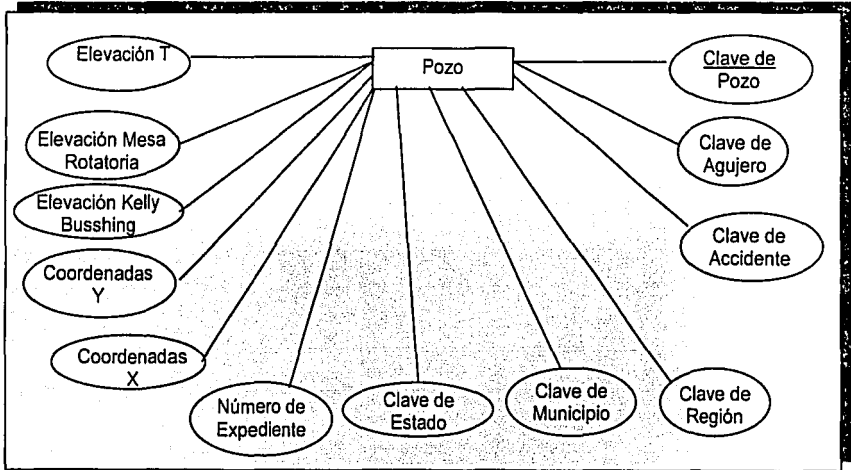 Elevación T
Pozo
Clave de
Pozo
Elevación Mesa
Rotatoria
Clave de
Agujero
Elevación Kelly
Busshing
Clave de
Accidente
Coordenadas
Y
Coordenadas
X
Número de
Expediente
Clave de
Estado
Clave de
Municipio
Clave de
Región